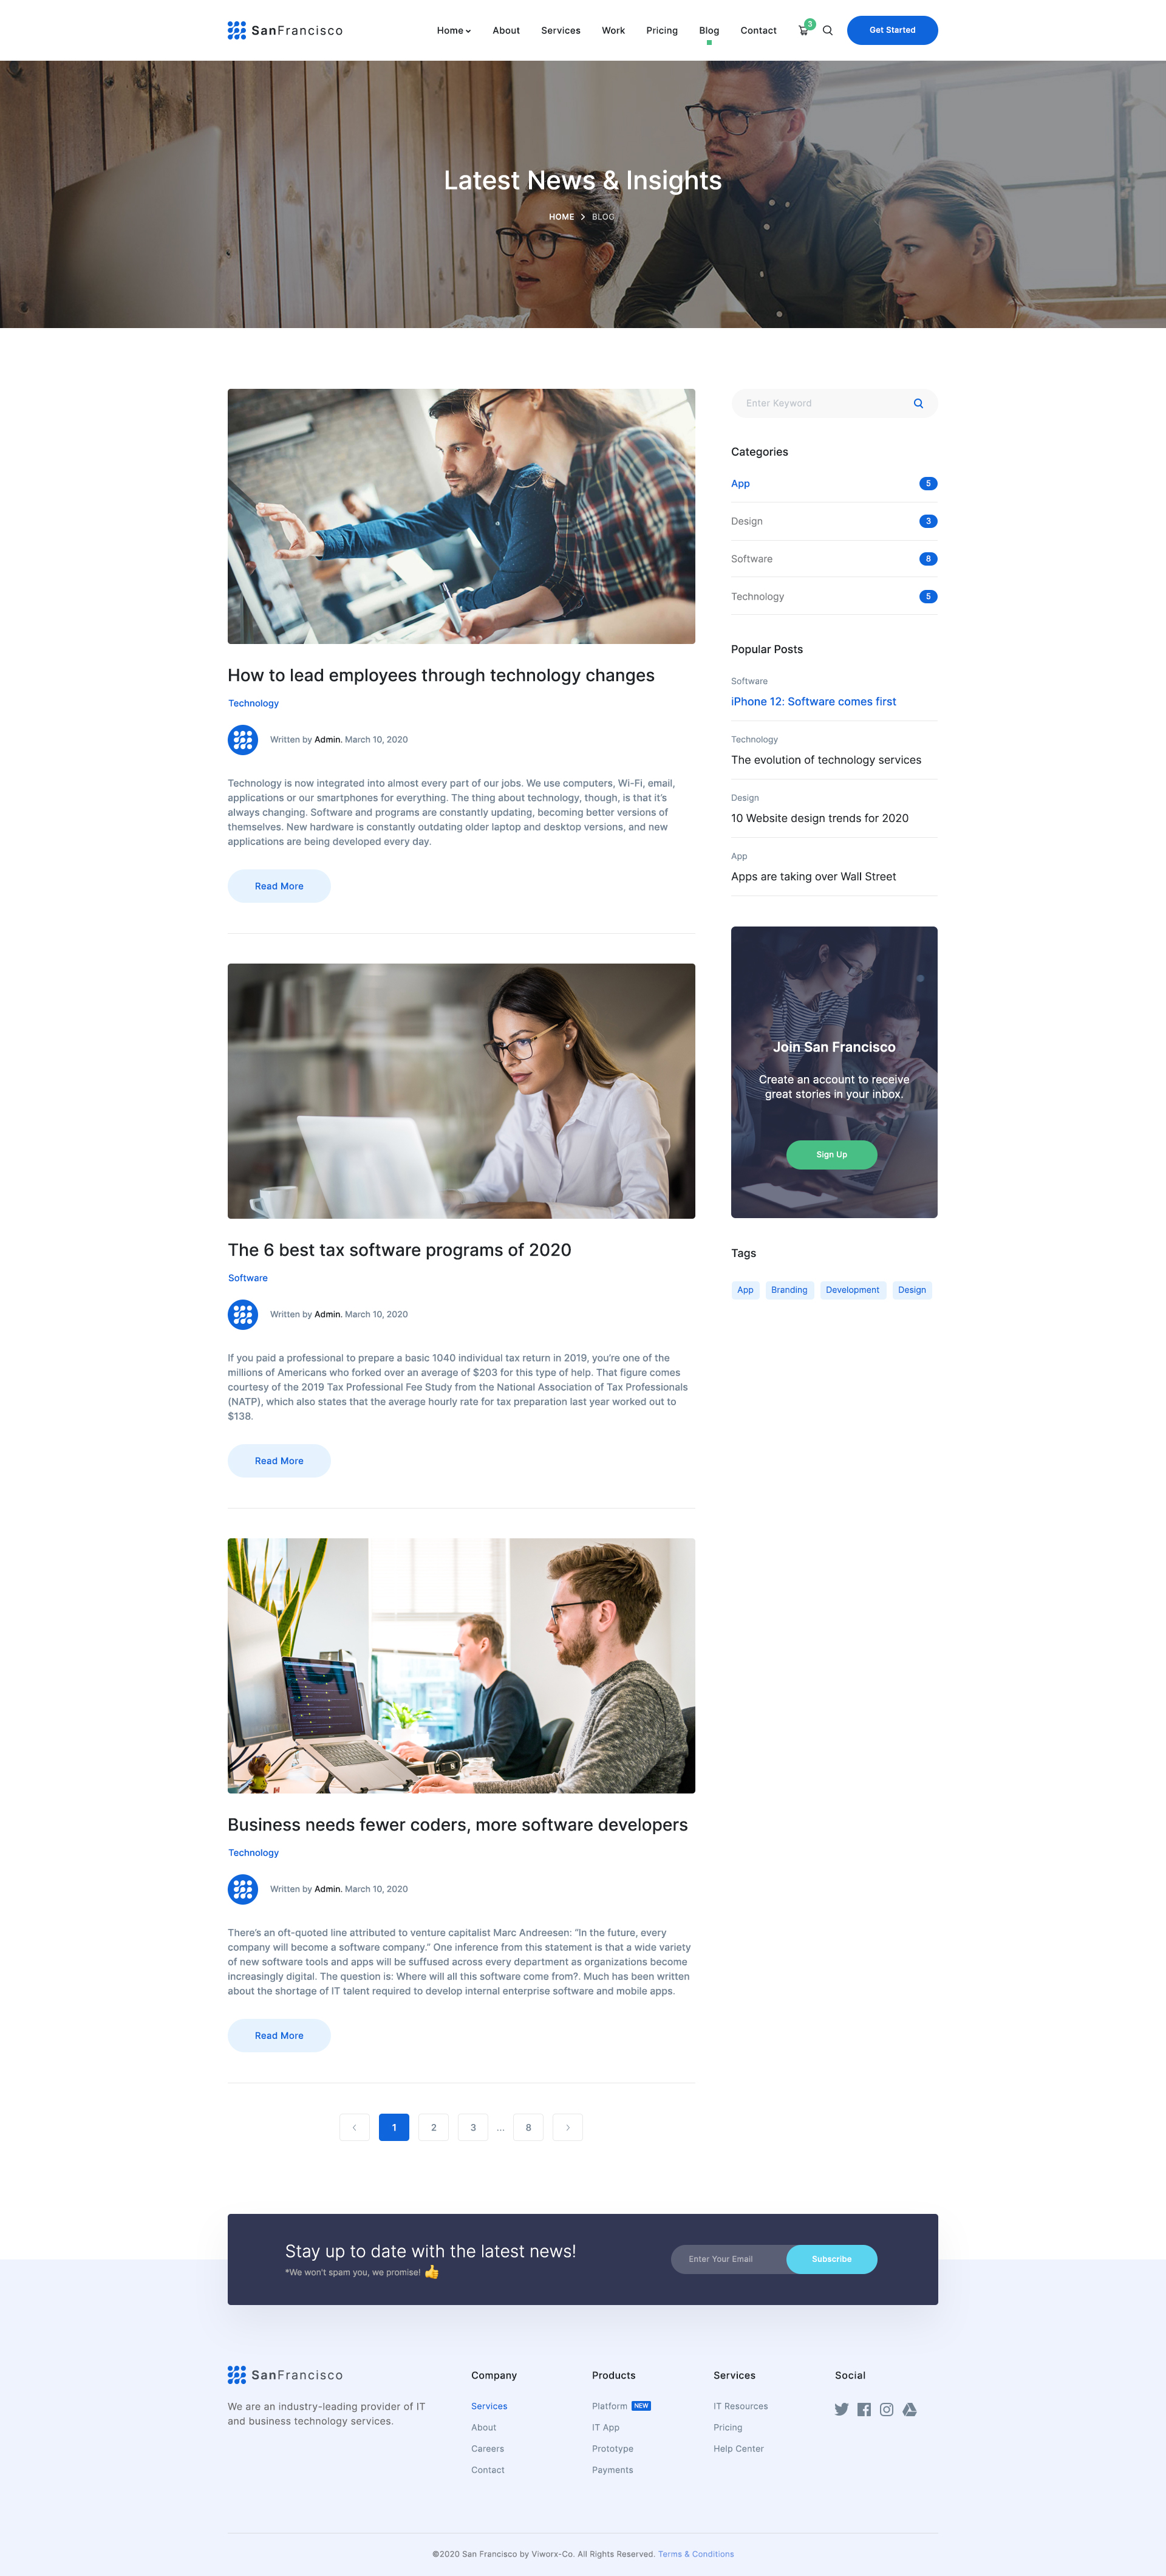 SanFrancisco
Home About Services Work Pricing Blog Contact 3 Get Started
Latest News & Insights
HOME > BLOG
How to lead employees through technology changes
Technology
Written by Admin. March 10, 2020
Technology is now integrated into almost every part of our jobs. We use computers, Wi-Fi, email,
applications or our smartphones for everything. The thing about technology, though, is that it's
always changing. Software and programs are constantly updating, becoming better versions of
themselves. New hardware is constantly outdating older laptop and desktop versions, and new
applications are being developed every day.
Read More
The 6 best tax software programs of 2020
Software
Written by Admin. March 10, 2020
If you paid a professional to prepare a basic 1040 individual tax return in 2019, you're one of the
millions of Americans who forked over an average of $203 for this type of help. That figure comes
courtesy of the 2019 Tax Professional Fee Study from the National Association of Tax Professionals
(NATP), which also states that the average hourly rate for tax preparation last year worked out to
$138.
Read More
Business needs fewer coders, more software developers
Technology
Written by Admin. March 10, 2020
There's an oft-quoted line attributed to venture capitalist Marc Andreesen: “In the future, every
company will become a software company.” One inference from this statement is that a wide variety
of new software tools and apps will be suffused across every department as organizations become
increasingly digital. The question is: Where will all this software come from?. Much has been written
about the shortage of IT talent required to develop internal enterprise software and mobile apps.
Read More
1 2 3 ... 8
Enter Keyword
Categories
App 5
Design 3
Software 8
Technology 5
Popular Posts
Software
iPhone 12: Software comes first
Technology
The evolution of technology services
Design
10 Website design trends for 2020
App
Apps are taking over Wall Street
Join San Francisco
Create an account to receive
great stories in your inbox.
Sign Up
Tags
App Branding Development Design
Stay up to date with the latest news!
*We won't spam you, we promise! 👍
Enter Your Email Subscribe
SanFrancisco
We are an industry-leading provider of IT
and business technology services.
Company
Services
About
Careers
Contact
Products
Platform NEW
IT App
Prototype
Payments
Services
IT Resources
Pricing
Help Center
Social
©2020 San Francisco by Viworx-Co. All Rights Reserved. Terms & Conditions